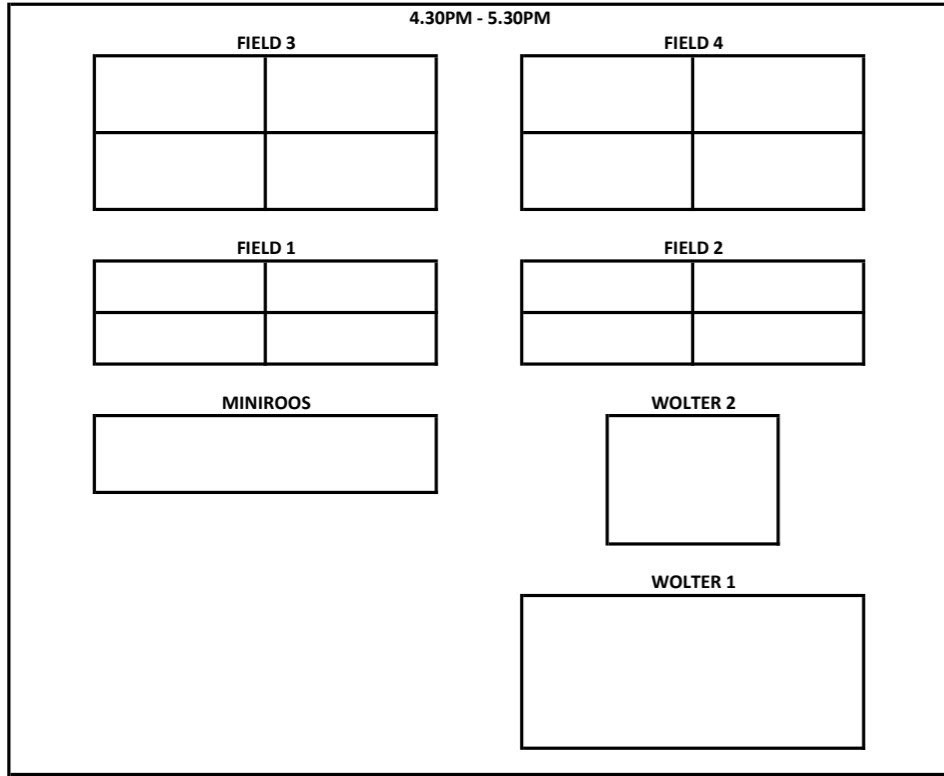 4.30PM - 5.30PM
FIELD 3
FIELD 4
FIELD 1
FIELD 2
MINIROOS
WOLTER 2
WOLTER 1